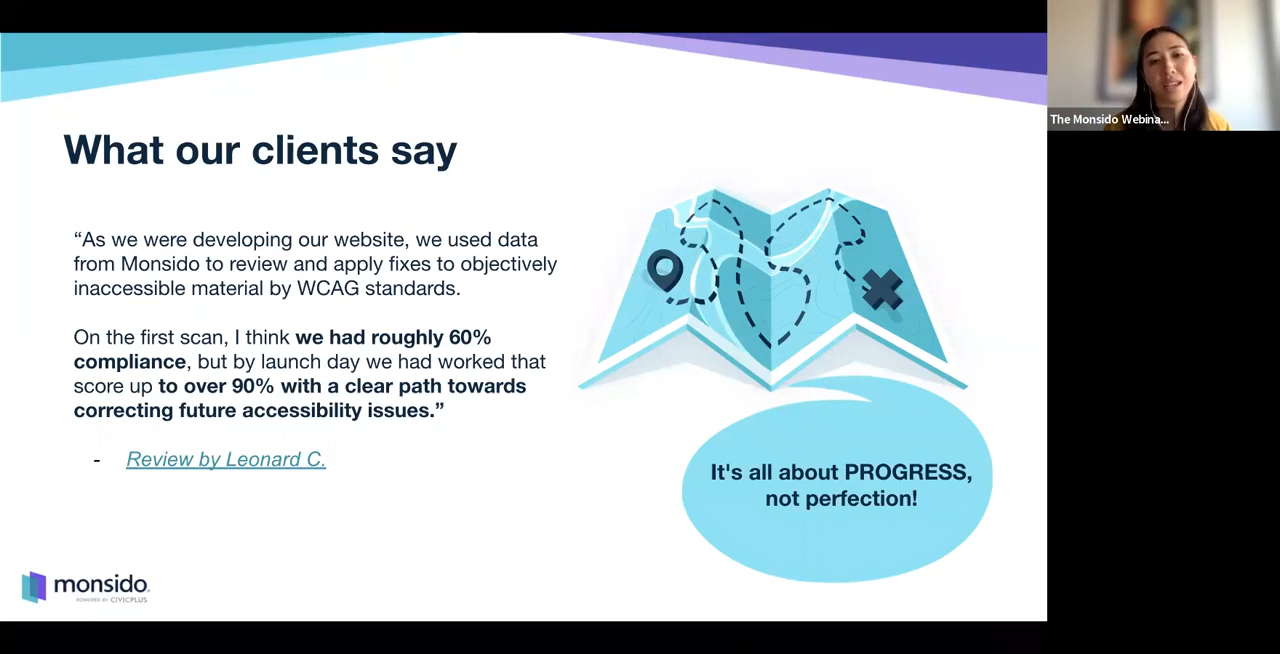 The Monsido Webina...
What our clients say
“As we were developing our website, we used data
from Monsido to review and apply fixes to objectively
inaccessible material by WCAG standards.
On the first scan, I think we had roughly 60%
compliance, but by launch day we had worked that
score up to over 90% with a clear path towards
correcting future accessibility issues.”
- Review by Leonard C.
It's all about PROGRESS,
not perfection!
monsido
POWERED BY CIVICPLUS